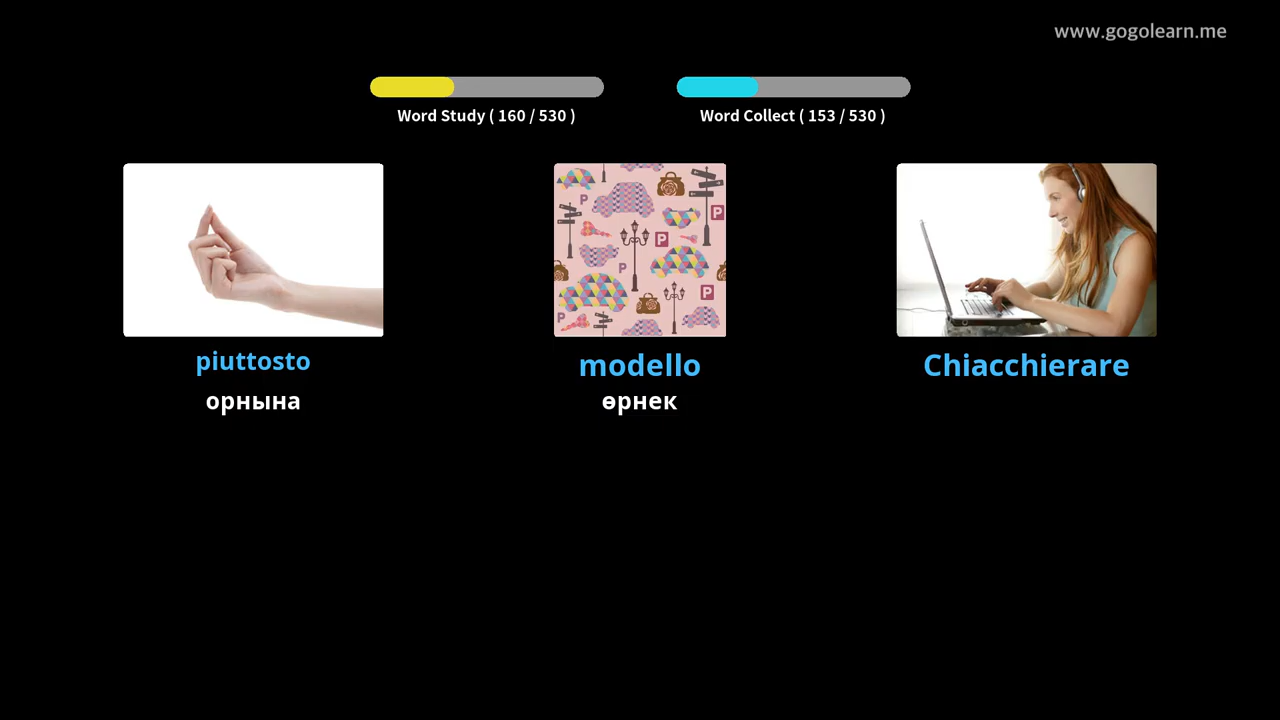 www.gogolearn.me
Word Study ( 160 / 530 )
Word Collect ( 153 / 530 )
P
P
P
P
P
P
piuttosto
modello
Chiacchierare
орнына
өрнек